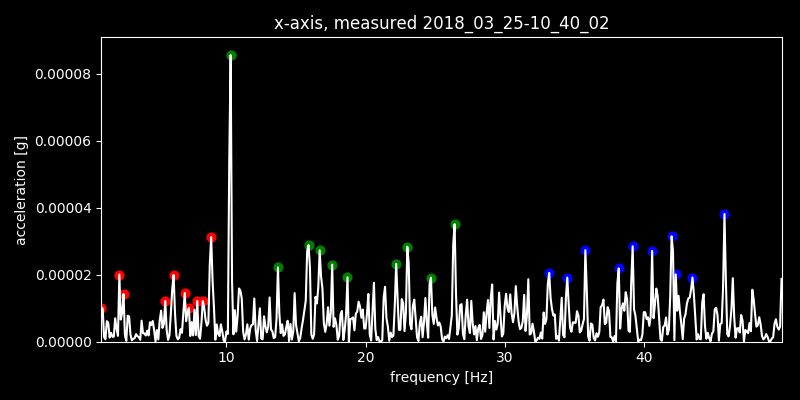 x-axis, measured 2018_03_25-10_40_02
acceleration [g]
0.00008
0.00006
0.00004
0.00002
0.00000
10 20 30 40
frequency [Hz]